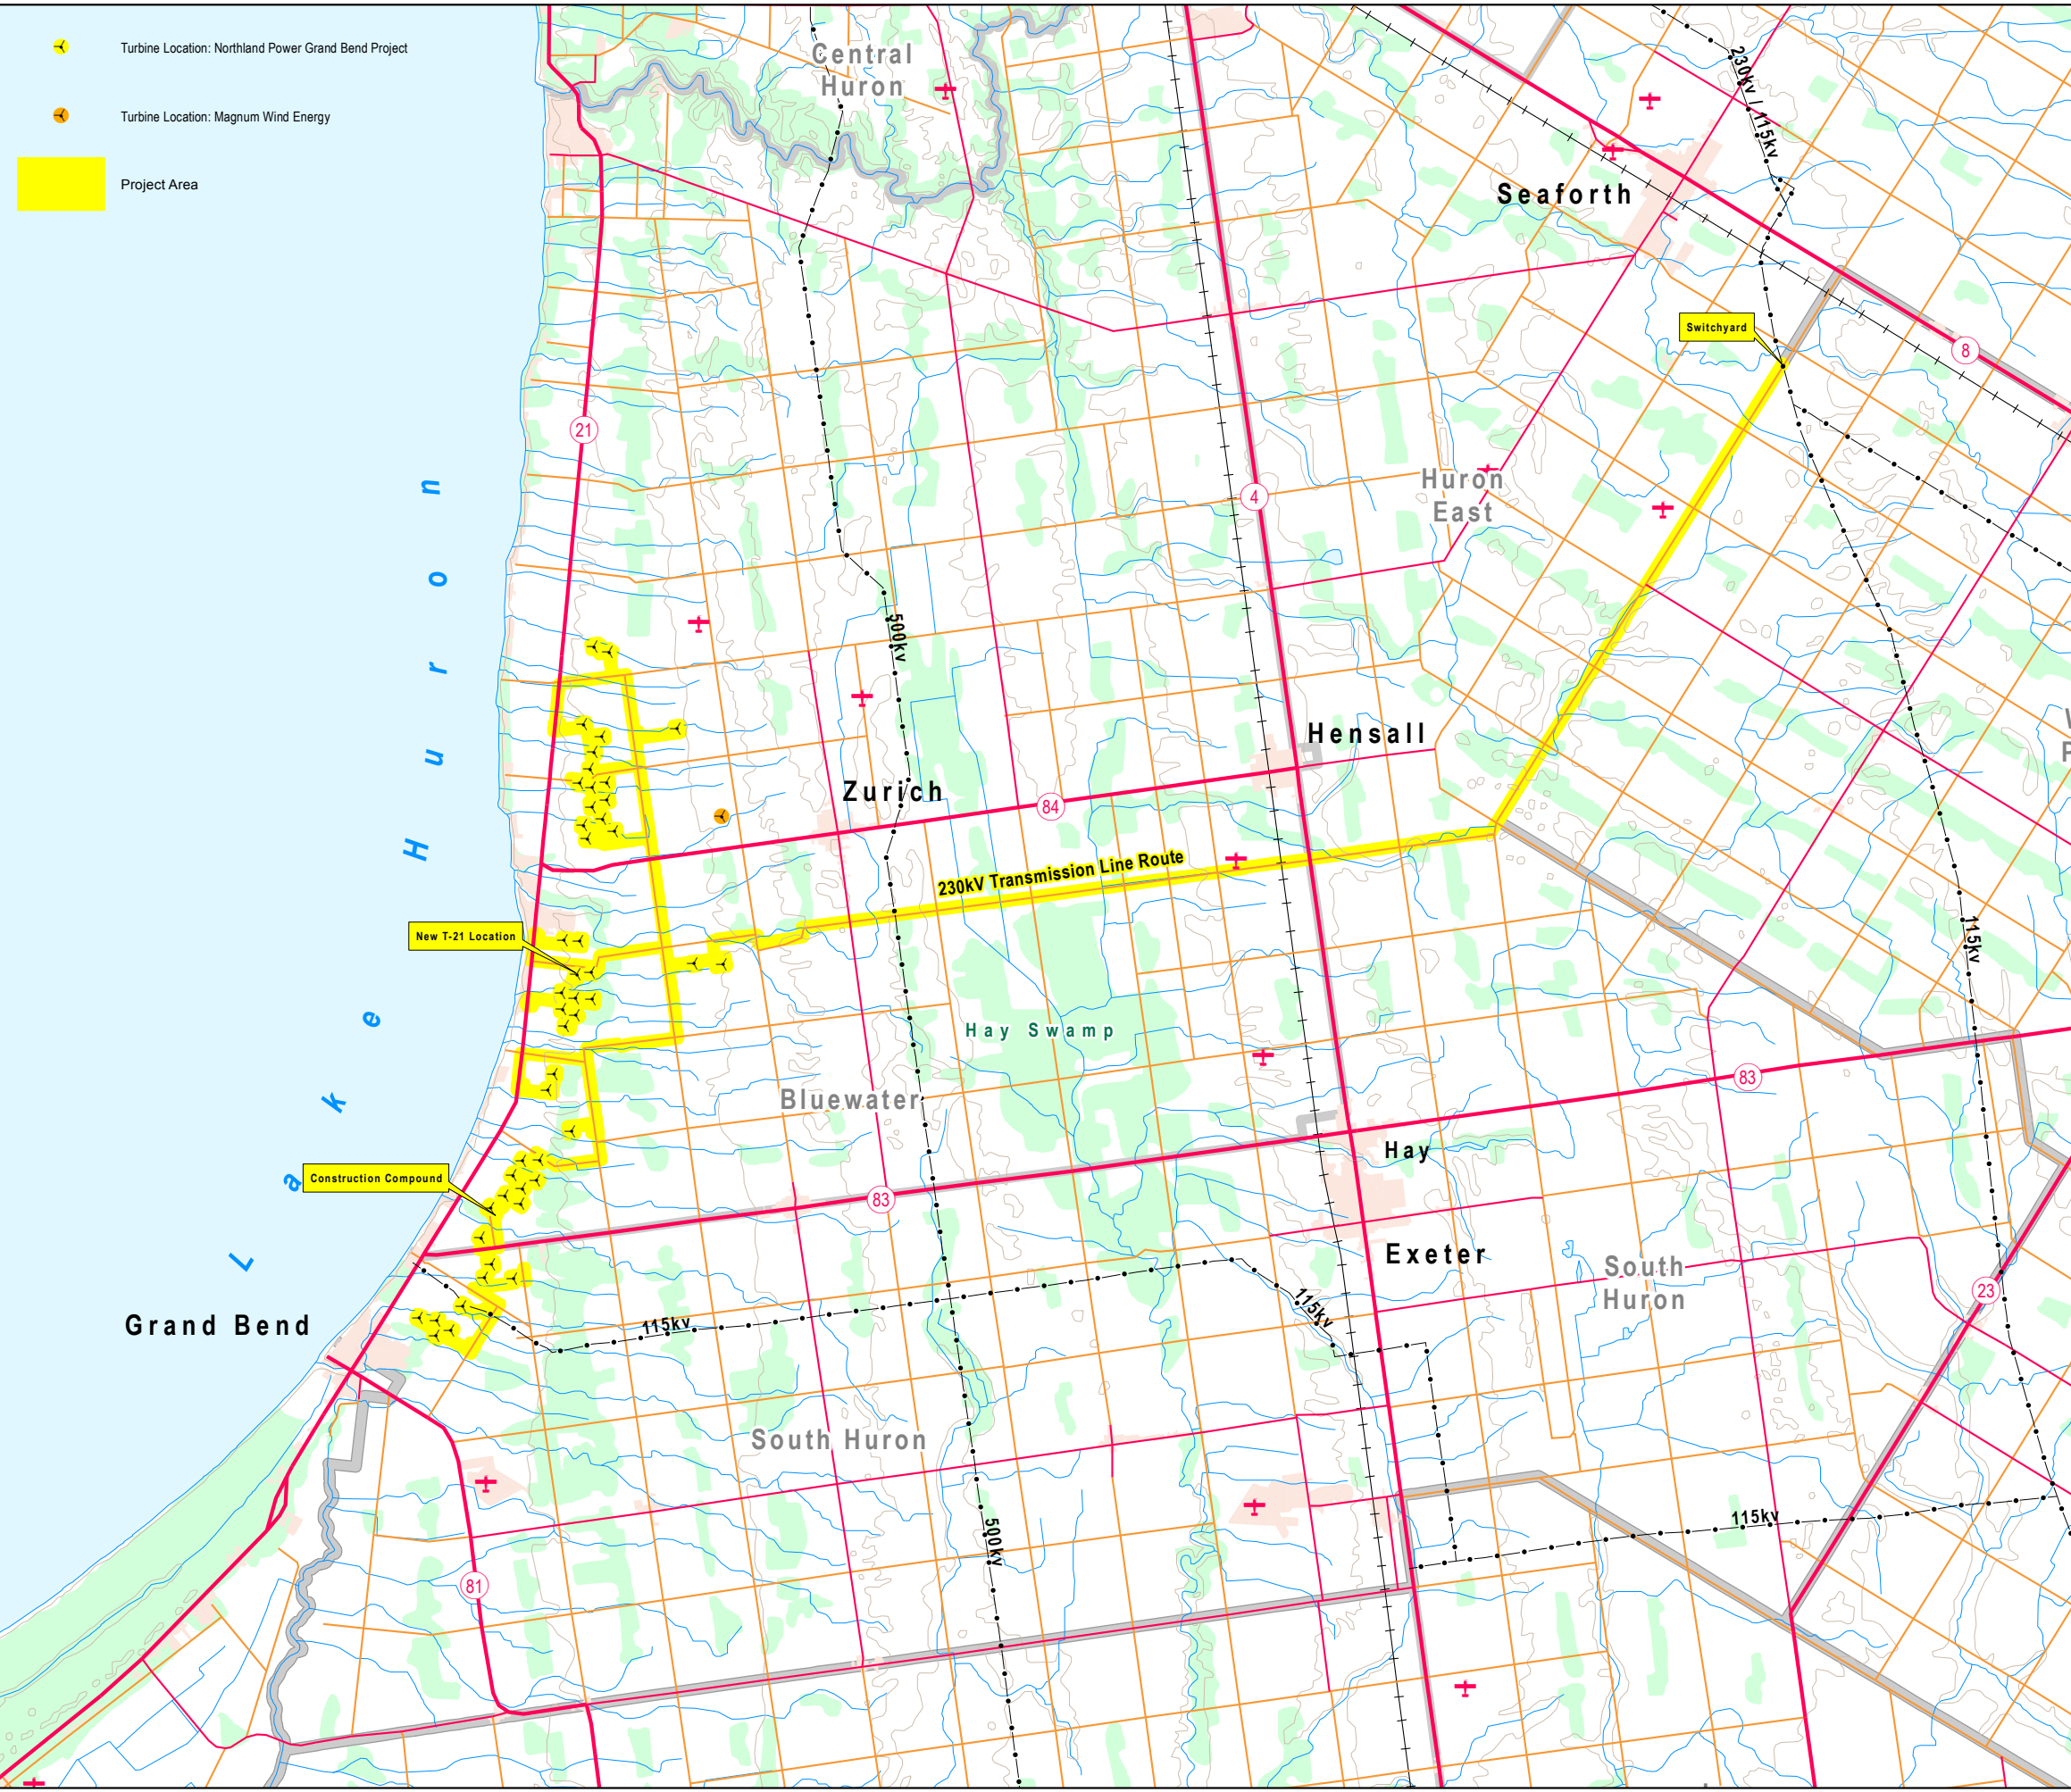 Turbine Location: Northland Power Grand Bend Project
Turbine Location: Magnum Wind Energy
Project Area
Central
Huron
230kv / 115kv
Seaforth
Switchyard
8
21
Huron
East
4
500kv
Hensall
Zurich
84
230kV Transmission Line Route
New T-21 Location
115kv
Hay Swamp
83
Bluewater
Hay
Construction Compound
83
Exeter
South
Huron
23
Lake Huron
Grand Bend
115kv
115kv
South Huron
500kv
115kv
81